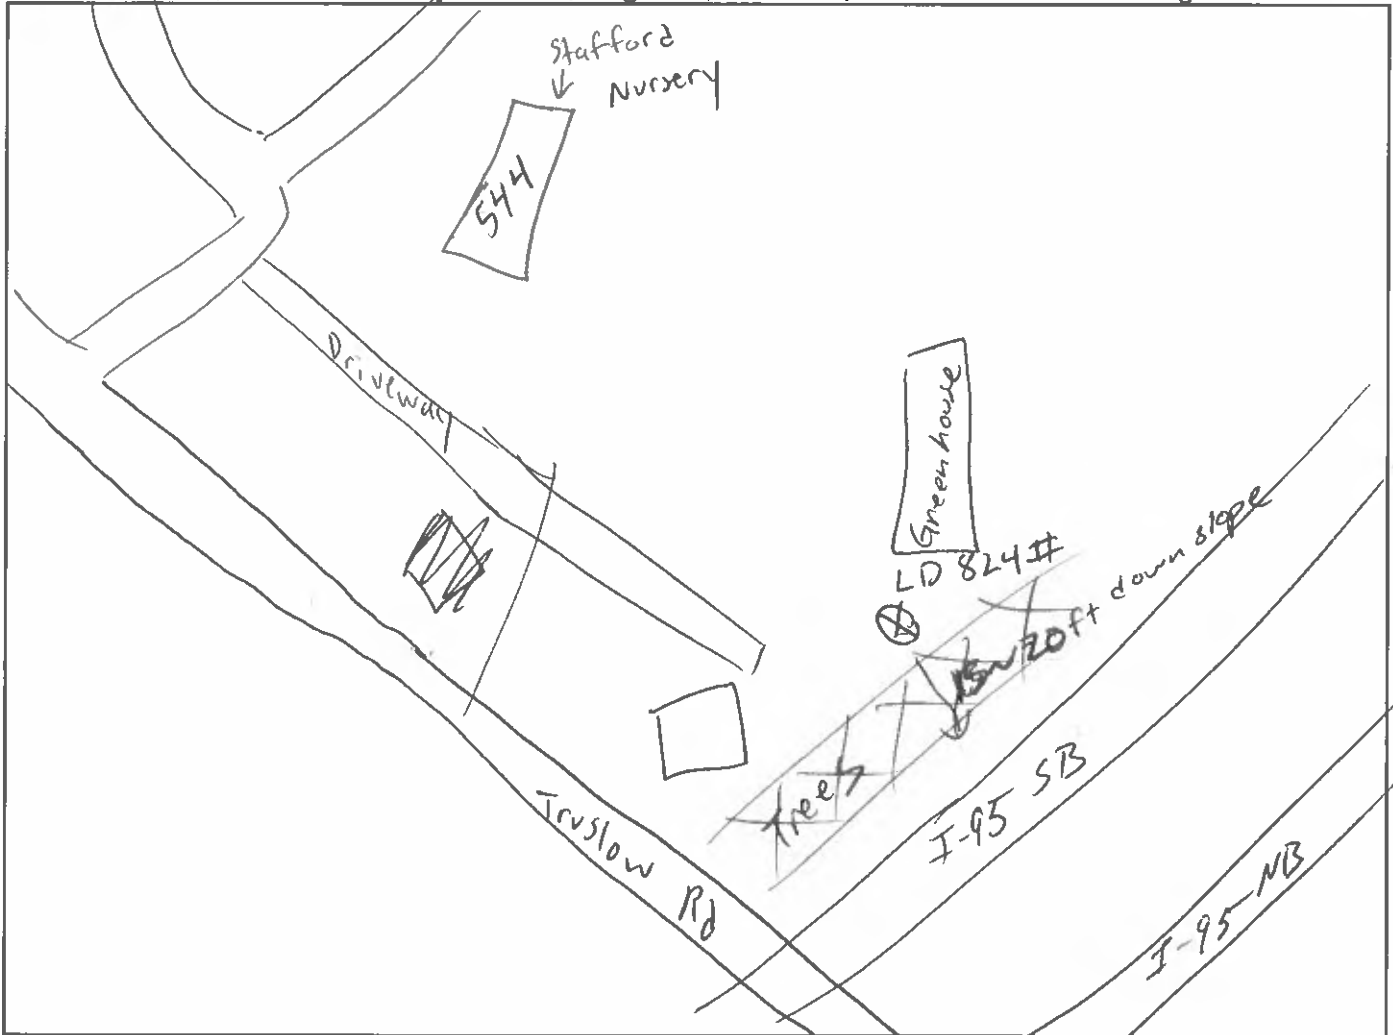 Stafford
Nursery
544
Driveway
Greenhouse
LD 824#
20ft down slope
Trees
I-95 SB
Truslow Rd
I-95-NB